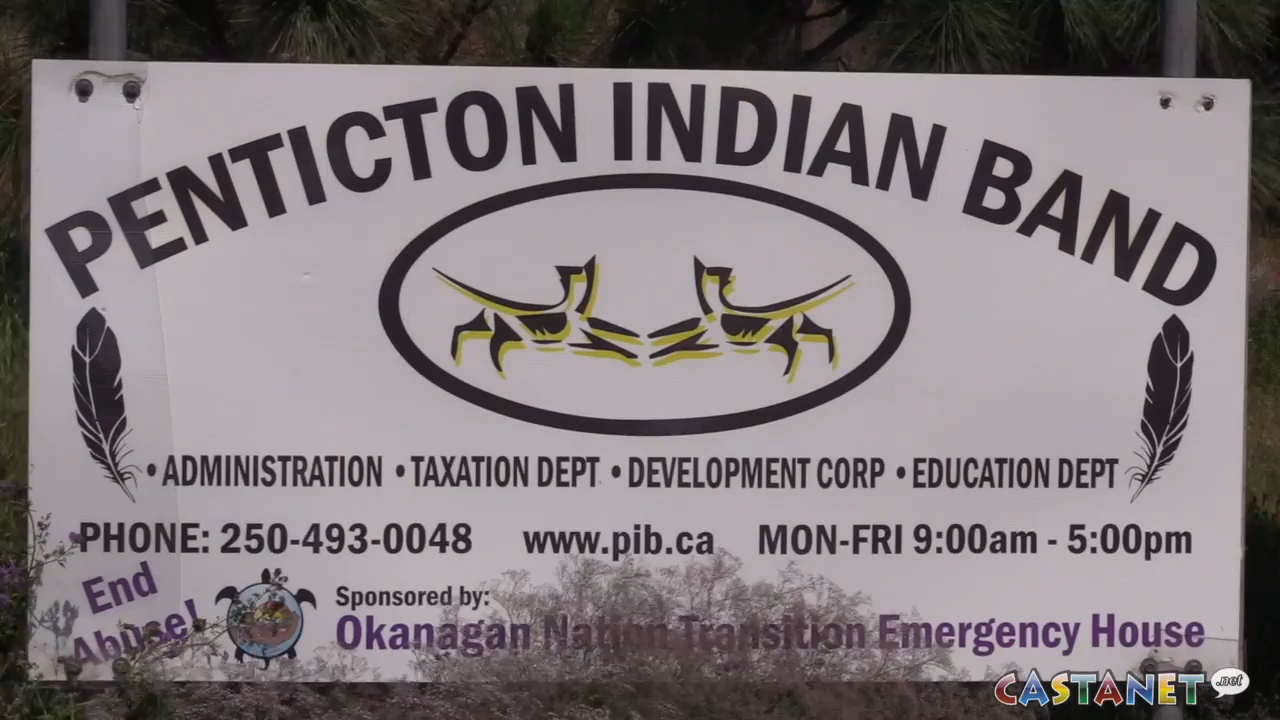 PENTICTON INDIAN BAND
• ADMINISTRATION • TAXATION DEPT • DEVELOPMENT CORP • EDUCATION DEPT
PHONE: 250-493-0048 www.pib.ca MON-FRI 9:00am - 5:00pm
End
Abuse!
Sponsored by:
Okanagan Nation Transition Emergency House
CASTANET .net